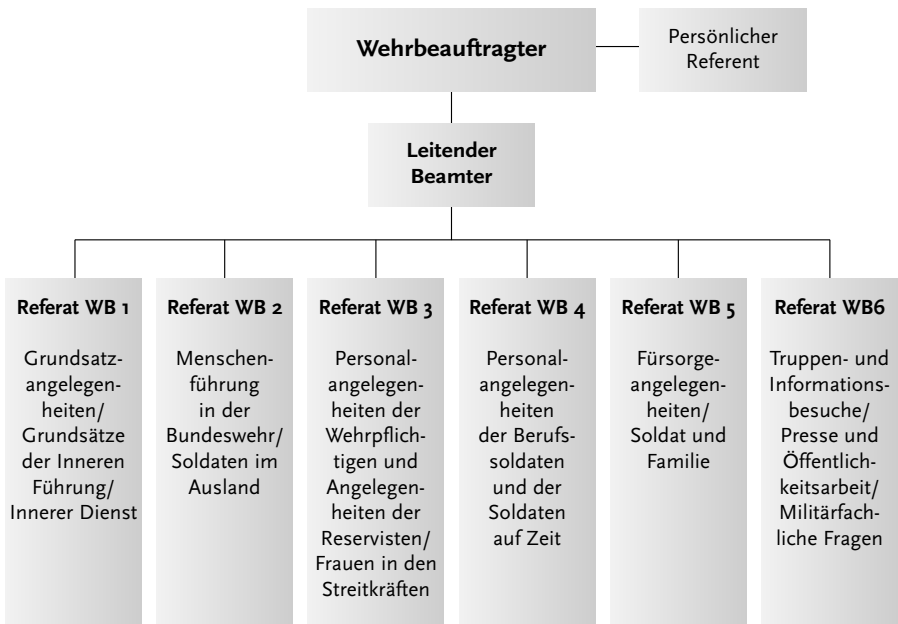 Wehrbeauftragter
Persönlicher
Referent
Leitender
Beamter
Referat WB 1
Grundsatz-
angelegen-
heiten/
Grundsätze
der Inneren
Führung/
Innerer Dienst
Referat WB 2
Menschen-
führung
in der
Bundeswehr/
Soldaten im
Ausland
Referat WB 3
Personal-
angelegen-
heiten der
Wehrpflich-
tigen und
Angelegen-
heiten der
Reservisten/
Frauen in den
Streitkräften
Referat WB 4
Personal-
angelegen-
heiten
der Berufs-
soldaten
und der
Soldaten
auf Zeit
Referat WB 5
Fürsorge-
angelegen-
heiten/
Soldat und
Familie
Referat WB6
Truppen- und
Informations-
besuche/
Presse und
Öffentlich-
keitsarbeit/
Militärfach-
liche Fragen